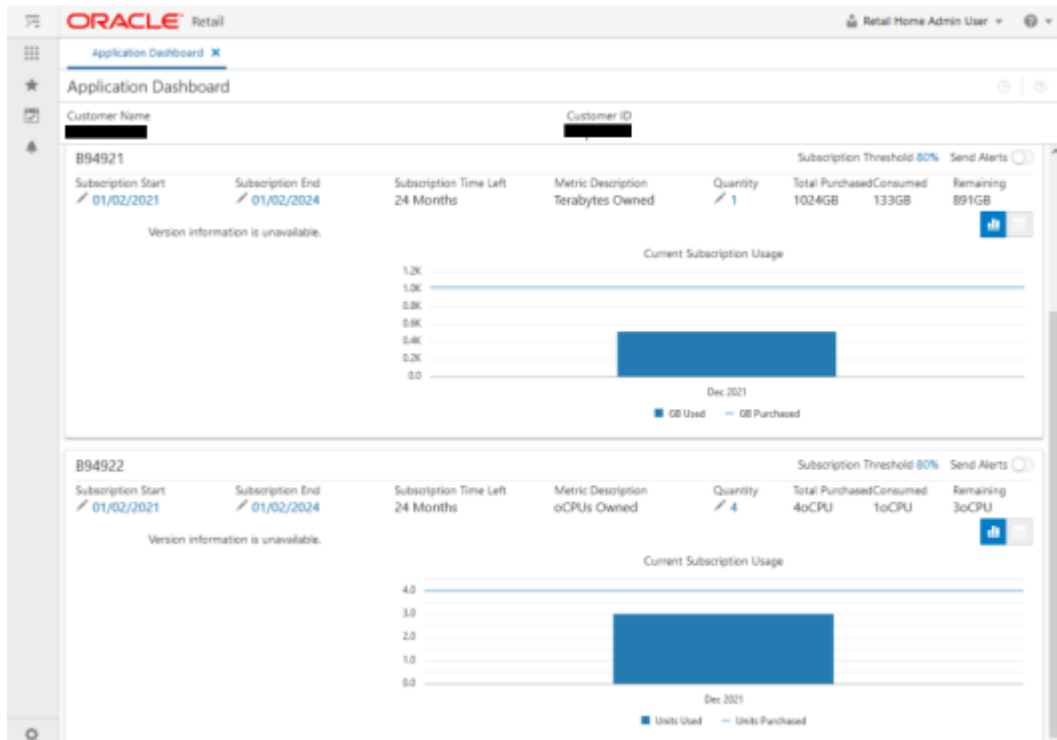 ORACLE Retail Retail Home Admin User
Application Dashboard
Application Dashboard
Customer Name Customer ID
B94921 Subscription Threshold 80% Send Alerts
Subscription Start Subscription End Subscription Time Left Metric Description Quantity Total Purchased Consumed Remaining
01/02/2021 01/02/2024 24 Months Terabytes Owned 1 1024GB 133GB 891GB
Version information is unavailable.
Current Subscription Usage
1.2K
1.0K
0.8K
0.6K
0.4K
0.2K
0.0
Dec 2021
GB Used GB Purchased
B94922 Subscription Threshold 80% Send Alerts
Subscription Start Subscription End Subscription Time Left Metric Description Quantity Total Purchased Consumed Remaining
01/02/2021 01/02/2024 24 Months oCPUs Owned 4 4oCPU 1oCPU 3oCPU
Version information is unavailable.
Current Subscription Usage
4.0
3.0
2.0
1.0
0.0
Dec 2021
Units Used Units Purchased